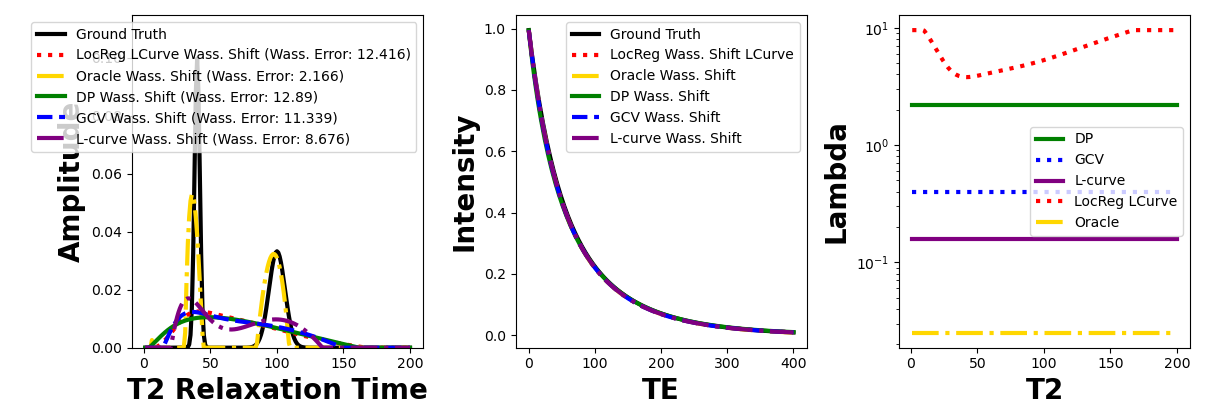 Ground Truth
LocReg LCurve Wass. Shift (Wass. Error: 12.416)
Oracle Wass. Shift (Wass. Error: 2.166)
DP Wass. Shift (Wass. Error: 12.89)
GCV Wass. Shift (Wass. Error: 11.339)
L-curve Wass. Shift (Wass. Error: 8.676)
Amplitude
0.10
0.08
0.06
0.04
0.02
0.00
0 50 100 150 200
T2 Relaxation Time
Ground Truth
LocReg Wass. Shift LCurve
Oracle Wass. Shift
DP Wass. Shift
GCV Wass. Shift
L-curve Wass. Shift
Intensity
1.0
0.8
0.6
0.4
0.2
0.0
0 100 200 300 400
TE
Lambda
10¹
10⁰
10⁻¹
DP
GCV
L-curve
LocReg LCurve
Oracle
0 50 100 150 200
T2